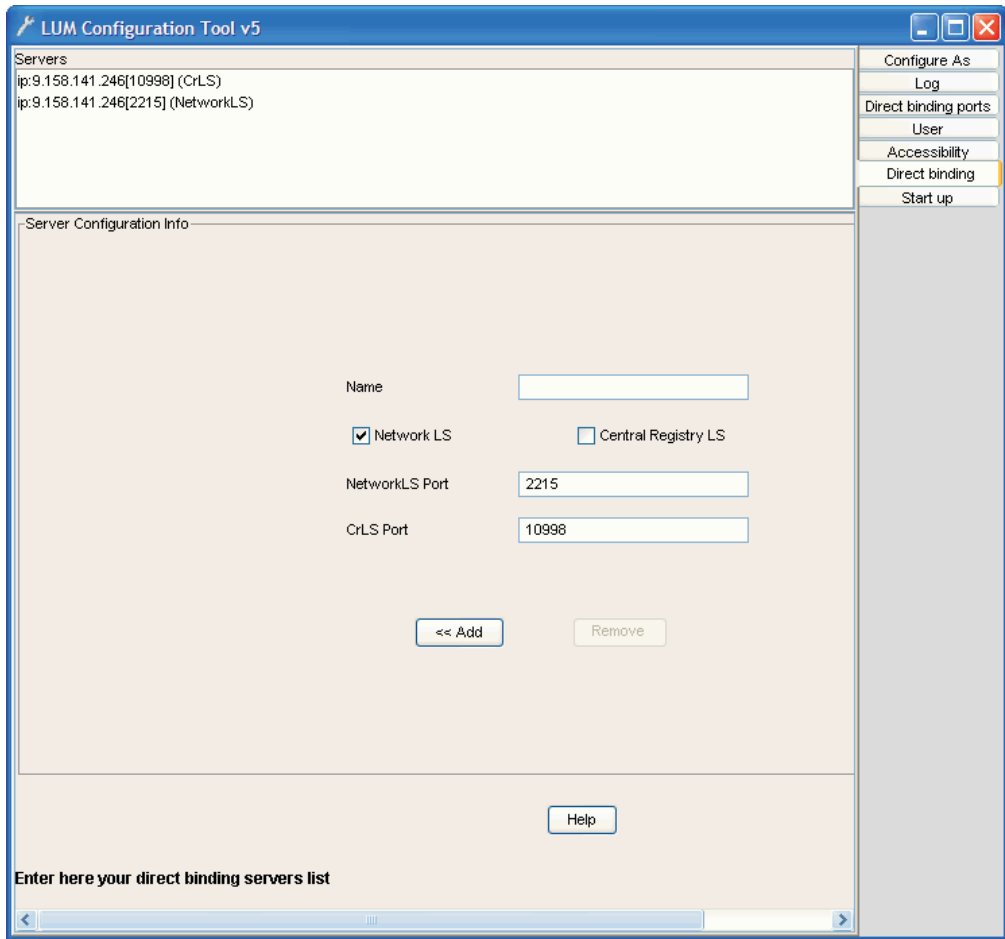 LUM Configuration Tool v5
Servers
ip:9.158.141.246[10998] (CrLS)
ip:9.158.141.246[2215] (NetworkLS)
Configure As
Log
Direct binding ports
User
Accessibility
Direct binding
Start up
Server Configuration Info
Name
Network LS
Central Registry LS
NetworkLS Port 2215
CrLS Port 10998
<< Add
Remove
Help
Enter here your direct binding servers list